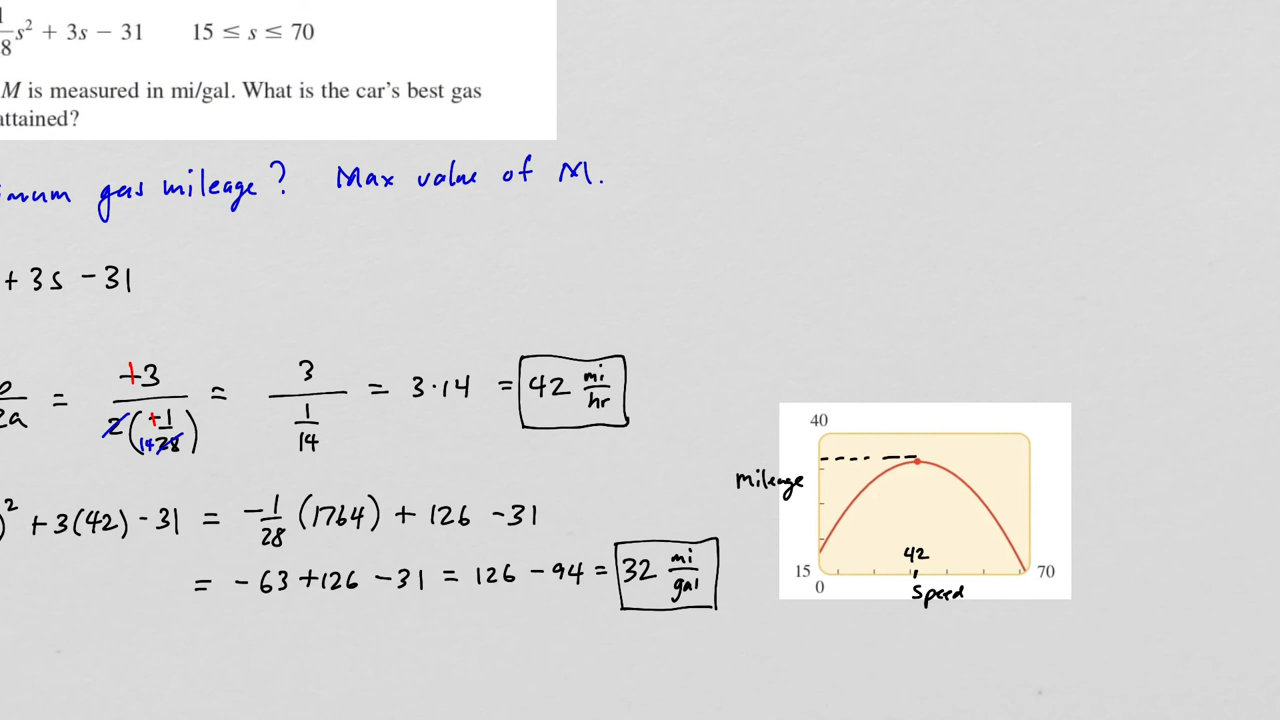 1/8 s² + 3s − 31 15 ≤ s ≤ 70
M is measured in mi/gal. What is the car's best gas
attained?
imum gas mileage? Max value of M.
+ 3s − 31
/2a = +3 / 2(+1/28) 14 = 3 / (1/14) = 3·14 = 42 mi/hr
)² + 3(42) − 31 = −1/28 (1764) + 126 − 31
= −63 + 126 − 31 = 126 − 94 = 32 mi/gal
40
mileage
42
15
70
0
speed